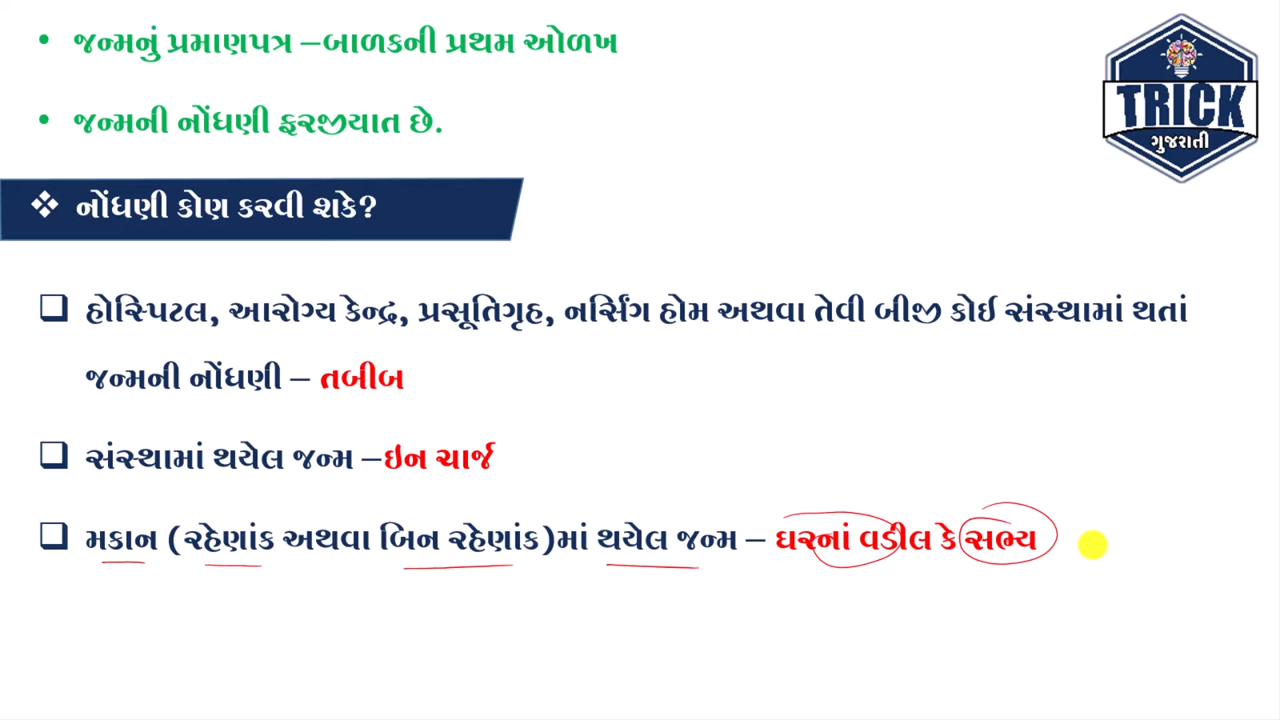 જન્મનું પ્રમાણપત્ર –બાળકની પ્રથમ ઓળખ
જન્મની નોંધણી ફરજીયાત છે.
TRICK
ગુજરાતી
નોંધણી કોણ કરવી શકે?
હોસ્પિટલ, આરોગ્ય કેન્દ્ર, પ્રસૂતિગૃહ, નર્સિંગ હોમ અથવા તેવી બીજી કોઈ સંસ્થામાં થતાં
જન્મની નોંધણી – તબીબ
સંસ્થામાં થયેલ જન્મ –ઇન ચાર્જ
મકાન (રહેણાંક અથવા બિન રહેણાંક)માં થયેલ જન્મ – ઘરનાં વડીલ કે સભ્ય